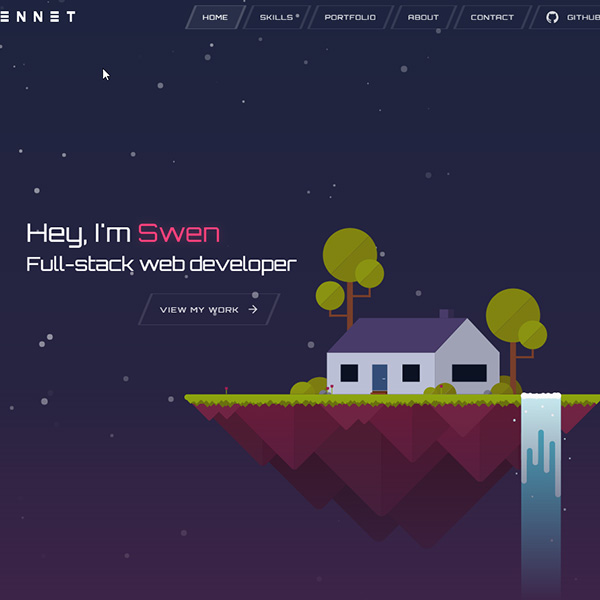 ENNET
HOME SKILLS PORTFOLIO ABOUT CONTACT GITHUB
Hey, I'm Swen
Full-stack web developer
VIEW MY WORK